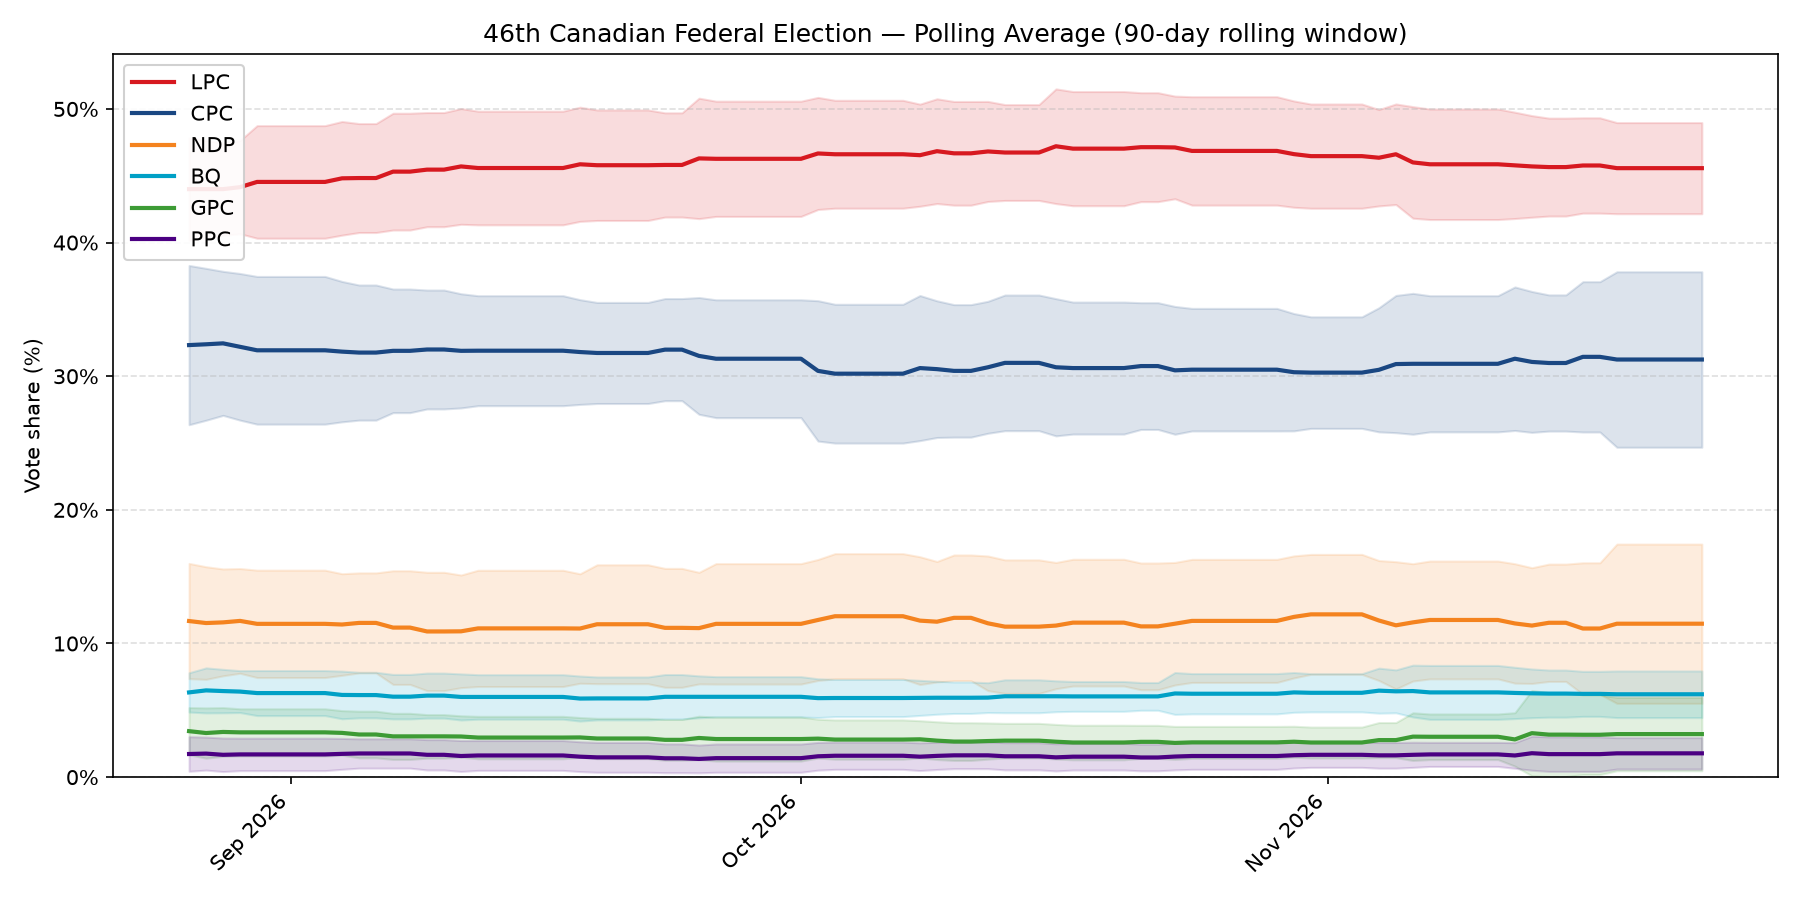 46th Canadian Federal Election — Polling Average (90-day rolling window)
LPC
CPC
NDP
BQ
GPC
PPC
Vote share (%)
50%
40%
30%
20%
10%
0%
Sep 2026
Oct 2026
Nov 2026